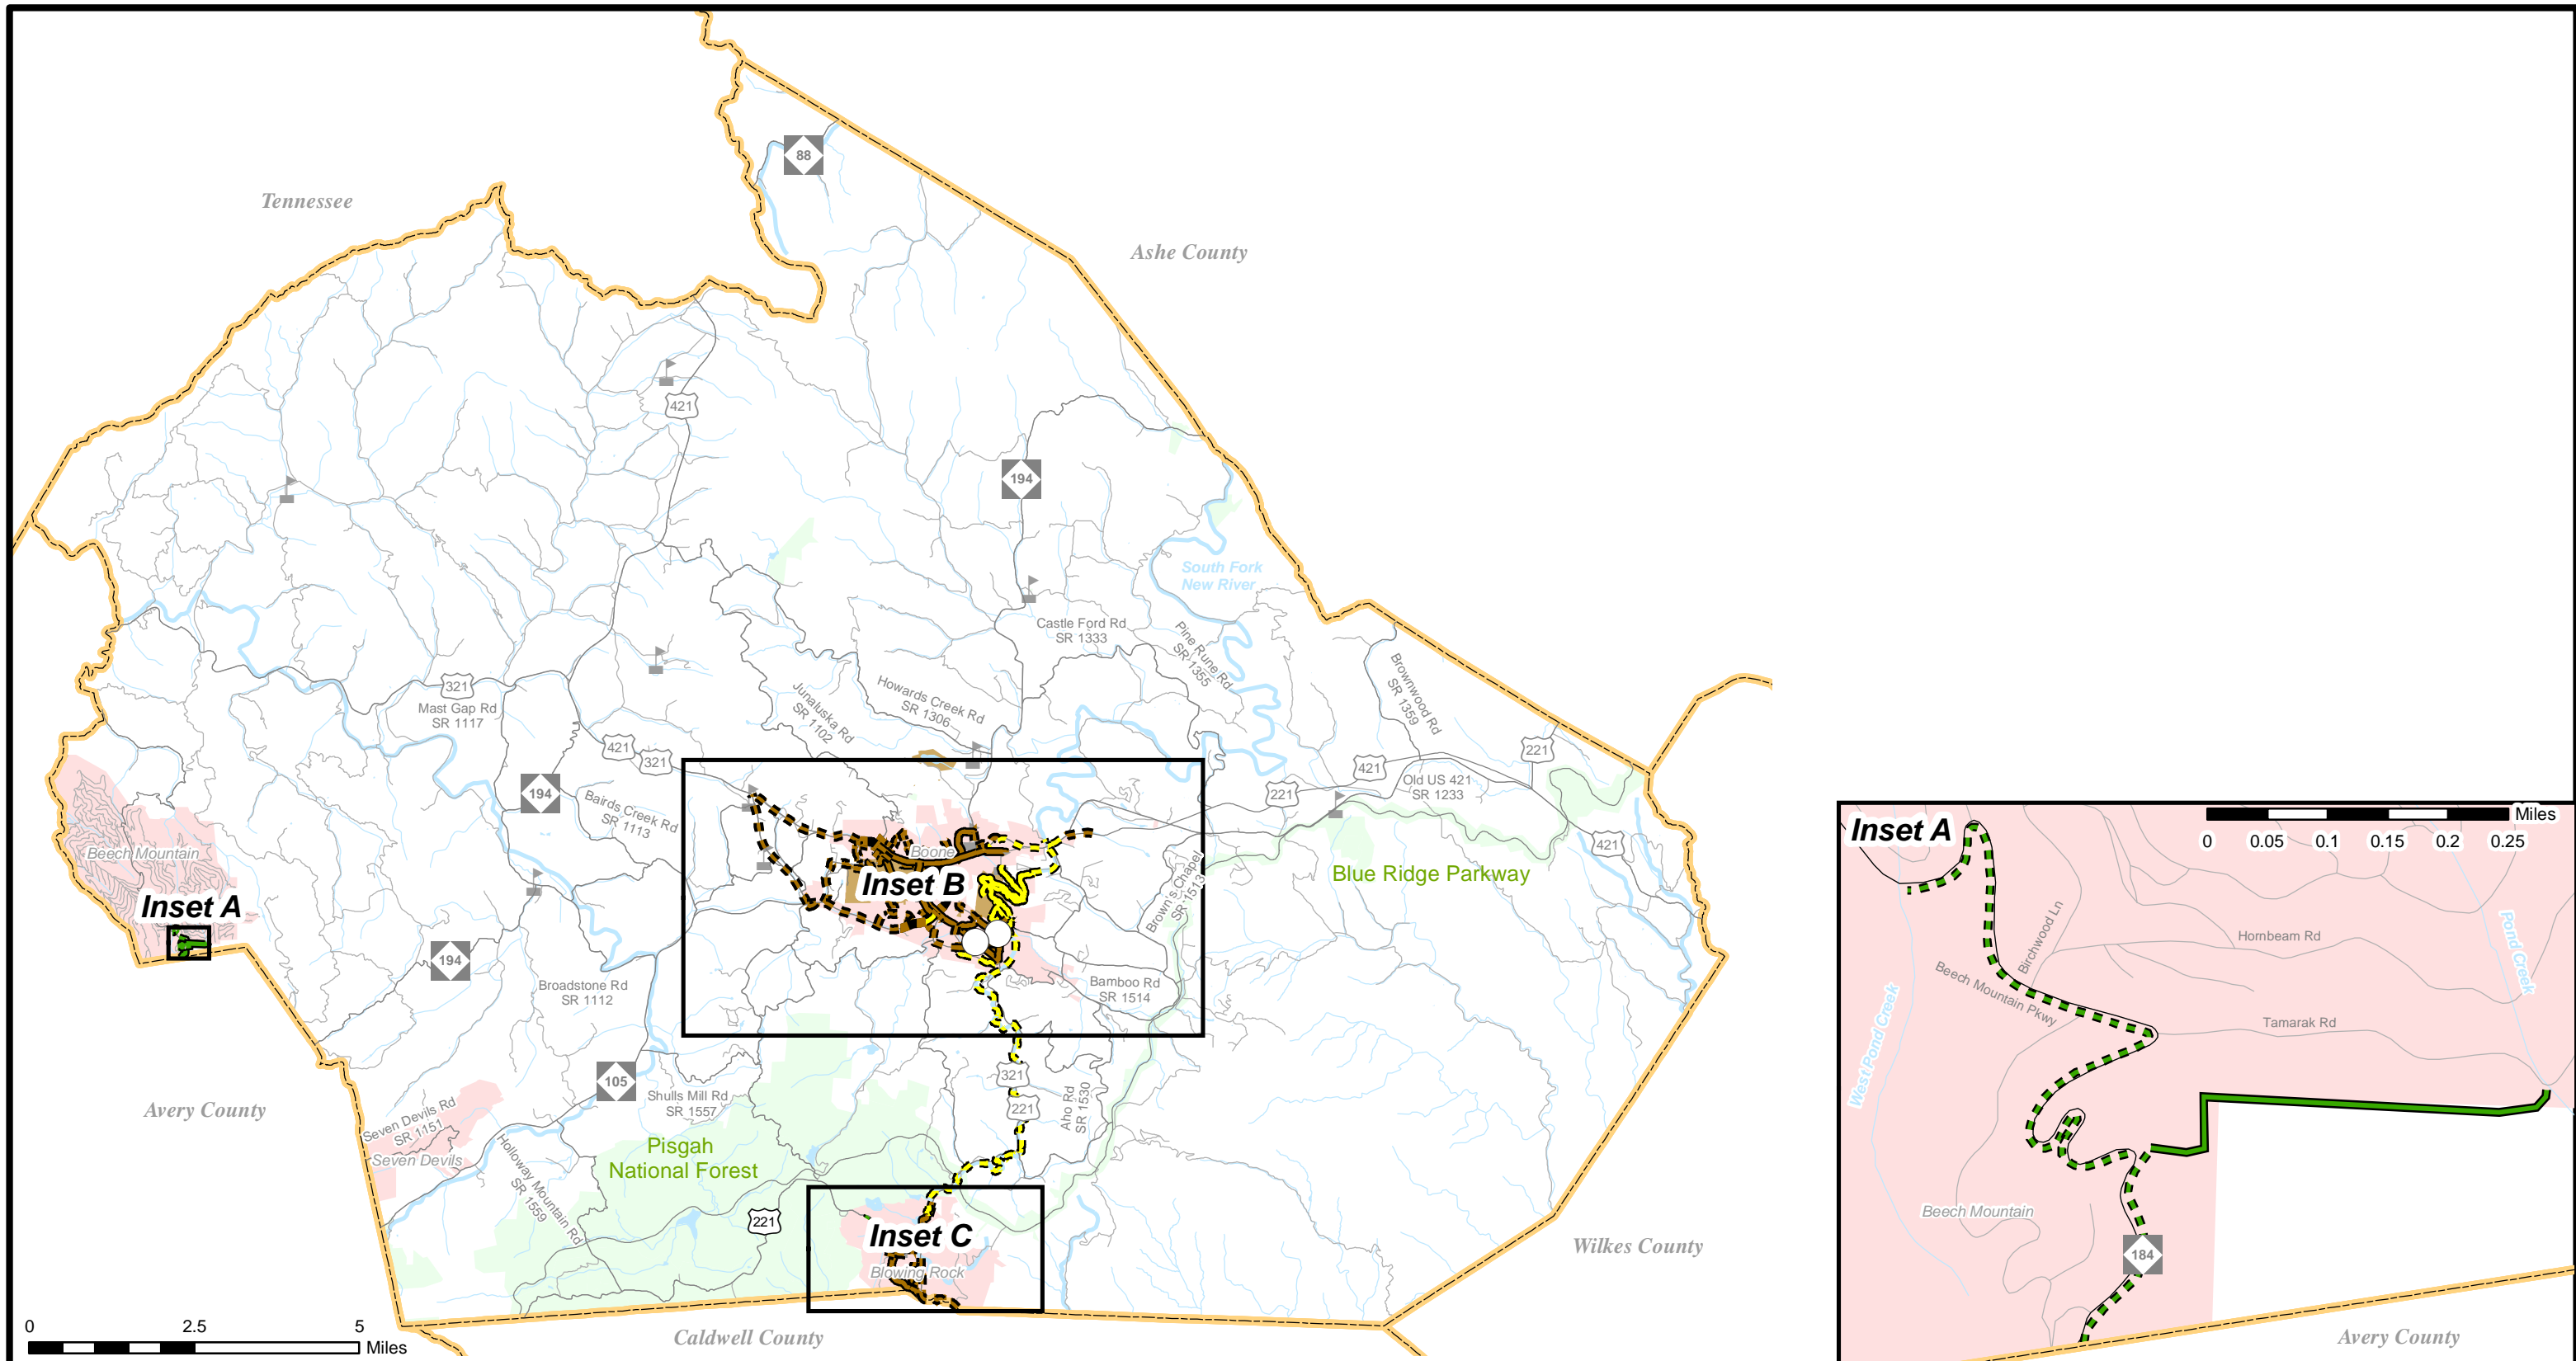 88
Tennessee
Ashe County
421
194
South Fork
New River
Castle Ford Rd
SR 1333
Pine Rune Rd
SR 1355
Brownwood Rd
SR 1359
321
Mast Gap Rd
SR 1117
Junaluska Rd
SR 1102
Howards Creek Rd
SR 1306
421
321
221
421
Old US 421
SR 1233
221
194
Bairds Creek Rd
SR 1113
421
Beech Mountain
Boone
Blue Ridge Parkway
Inset B
Inset A
Brown's Chapel
SR 1513
194
Broadstone Rd
SR 1112
Bamboo Rd
SR 1514
105
321
Shulls Mill Rd
SR 1557
221
Aho Rd
SR 1530
Avery County
Seven Devils Rd
SR 1151
Seven Devils
Holloway Mountain Rd
SR 1559
Pisgah
National Forest
221
Inset C
Blowing Rock
Wilkes County
Caldwell County
0 2.5 5
Miles
Inset A
Miles
0 0.05 0.1 0.15 0.2 0.25
Birchwood Ln
Hornbeam Rd
Pond Creek
Beech Mountain Pkwy
West Pond Creek
Tamarak Rd
Beech Mountain
184
Avery County